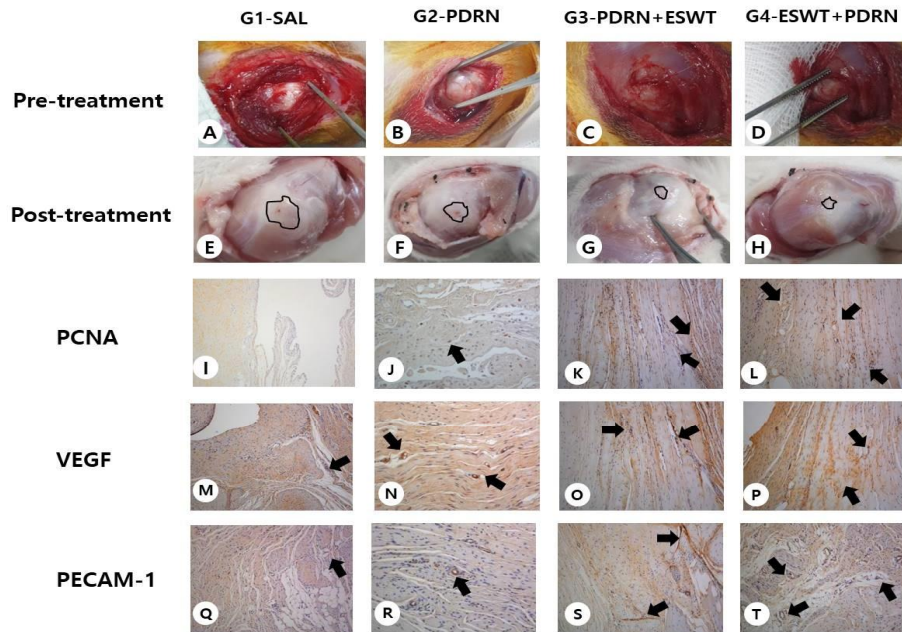 G1-SAL G2-PDRN G3-PDRN+ESWT G4-ESWT+PDRN
Pre-treatment A B C D
Post-treatment E F G H
PCNA I J K L
VEGF M N O P
PECAM-1 Q R S T